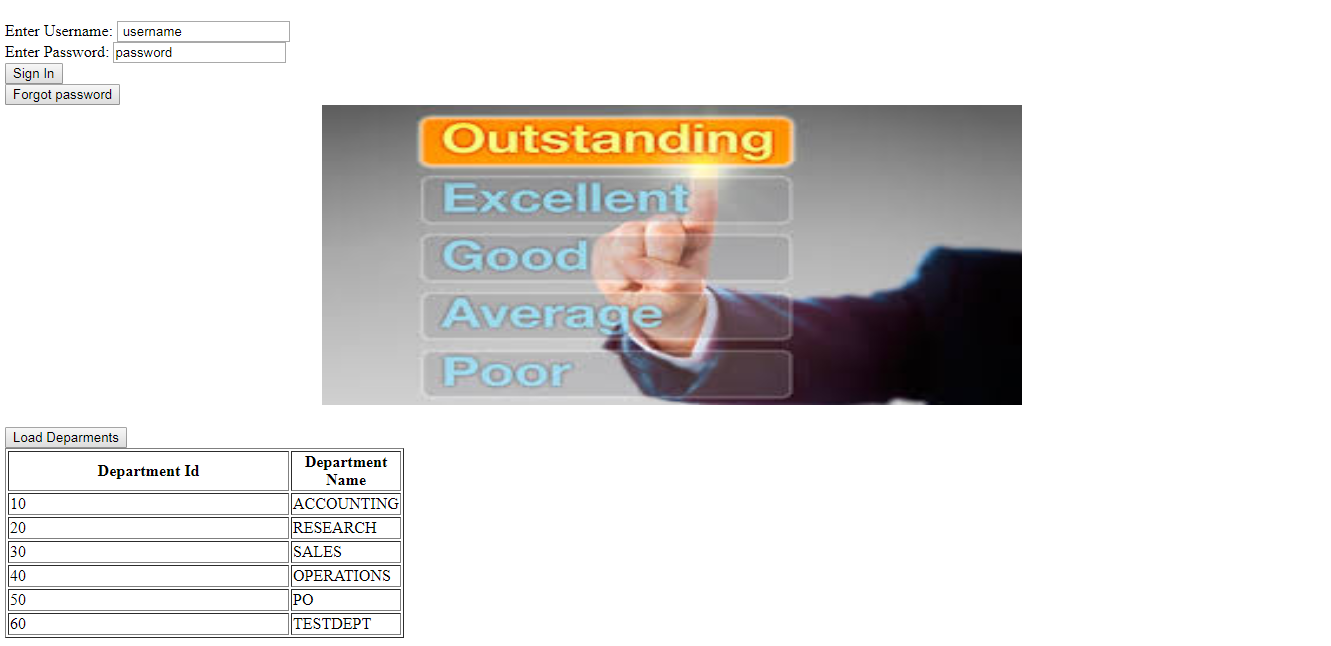 Enter Username: username
Enter Password: password
Sign In
Forgot password
Outstanding
Excellent
Good
Average
Poor
Load Deparments
Department Id Department Name
10 ACCOUNTING
20 RESEARCH
30 SALES
40 OPERATIONS
50 PO
60 TESTDEPT